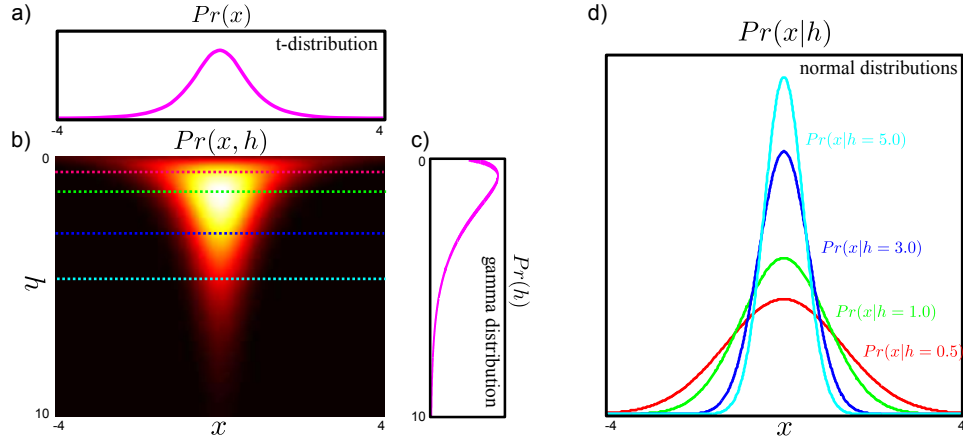 a)
Pr(x)
t-distribution
-4
4
b)
Pr(x, h)
0
h
10
-4
x
4
c)
0
10
Pr(h)
gamma distribution
d)
Pr(x|h)
normal distributions
Pr(x|h = 5.0)
Pr(x|h = 3.0)
Pr(x|h = 1.0)
Pr(x|h = 0.5)
-4
x
4